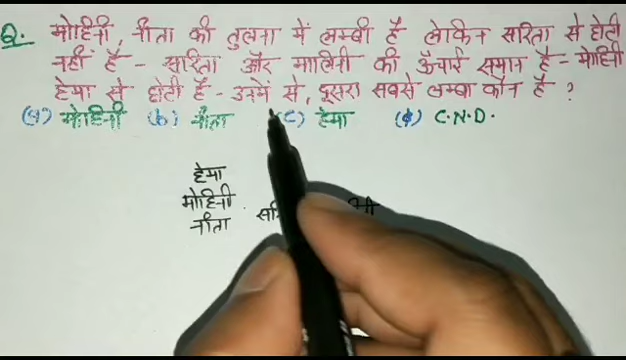 Q. मोहिनी, नीता की तुलना में लम्बी है लेकिन सरिता से छोटी
नहीं है - सरिता और मालिनी की ऊँचाई समान है - मोहिनी
हेमा से छोटी है - उनमें से, दूसरा सबसे लम्बा कौन है ?
(a) मोहिनी (b) नीता (c) हेमा (d) C.N.D.
हेमा
मोहिनी
नीता